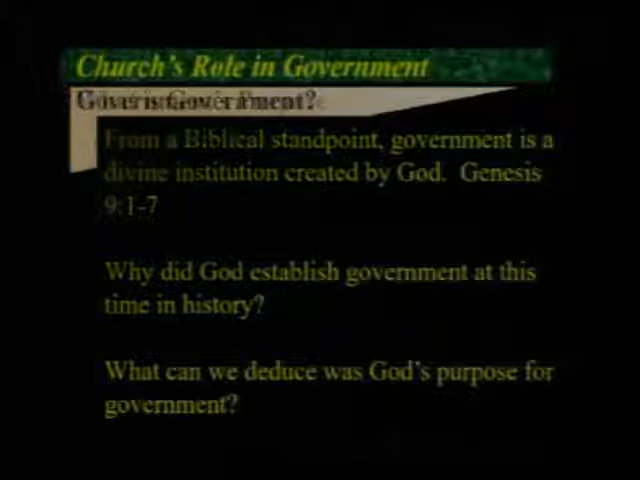 Church's Role in Government
From a Biblical standpoint, government is a
divine institution created by God. Genesis
9:1-7
Why did God establish government at this
time in history?
What can we deduce was God's purpose for
government?